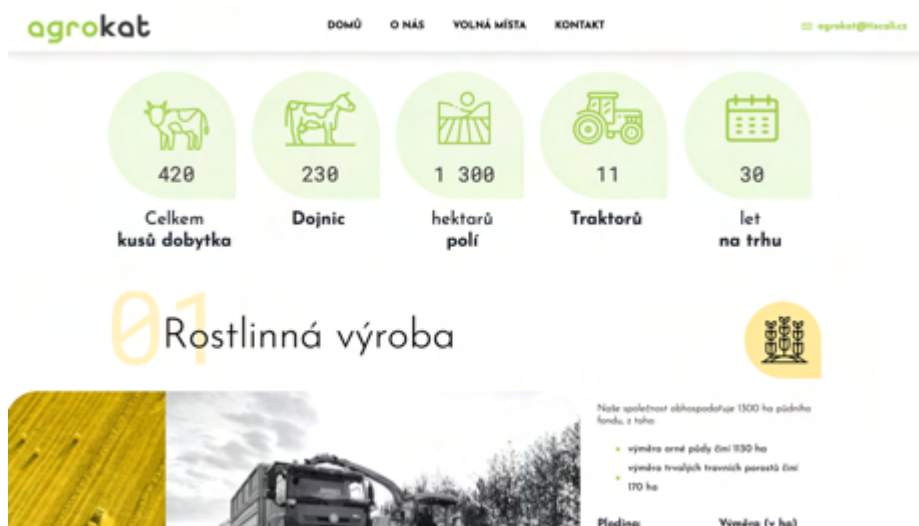 agrokat
DOMŮ O NÁS VOLNÁ MÍSTA KONTAKT
agrokat@tiscali.cz
420
230
1 300
11
30
Celkem
kusů dobytka
Dojnic
hektarů
polí
Traktorů
let
na trhu
01
Rostlinná výroba
Naše společnost obhospodařuje 1300 ha půdního
fondu, z toho
výměra orné půdy činí 1130 ha
výměra trvalých travních porostů činí
170 ha
Plodina: Výměra (v ha)